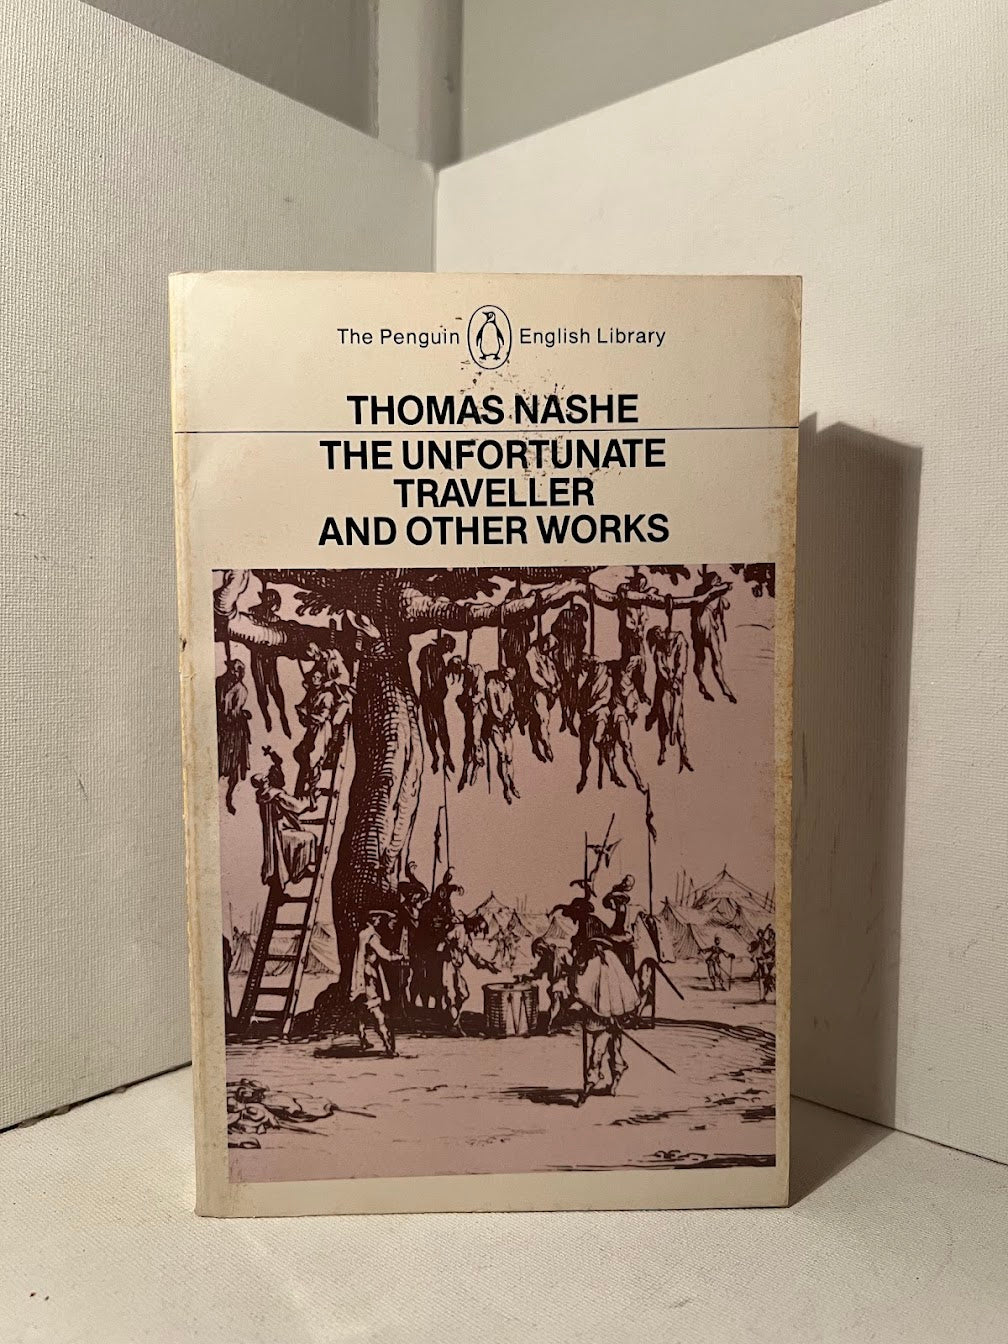 The Penguin English Library
THOMAS NASHE
THE UNFORTUNATE
TRAVELLER
AND OTHER WORKS